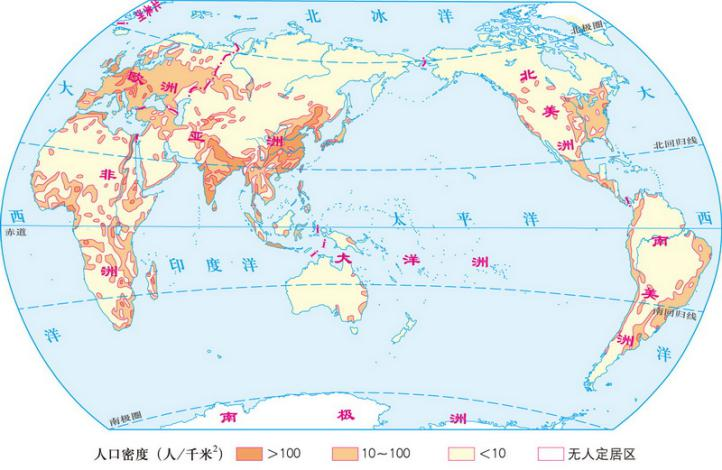 北 冰 洋
北极圈
大
欧 洲
北 美 洲
大
亚 洲
北回归线
非 洲
西
赤道
太 平 洋
西
南 美 洲
印 度 洋
大 洋 洲
南回归线
洋
洋
南极圈
南 极 洲
人口密度（人/千米²） >100 10~100 <10 无人定居区